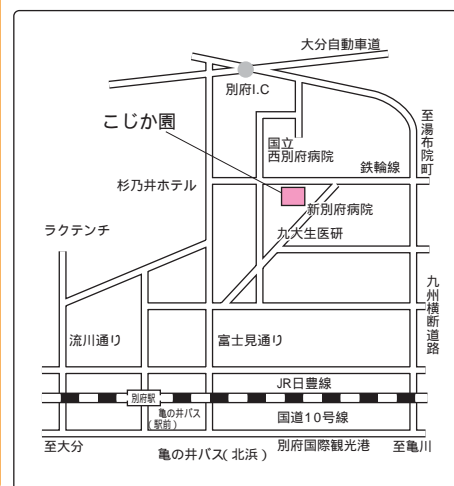 大分自動車道
別府I.C
こじか園
国立
西別府病院
至湯布院町
鉄輪線
杉乃井ホテル
新別府病院
ラクテンチ
九大生医研
九州横断道路
流川通り
富士見通り
JR日豊線
別府駅
亀の井バス
(駅前)
国道10号線
至大分
別府国際観光港
至亀川
亀の井バス(北浜)